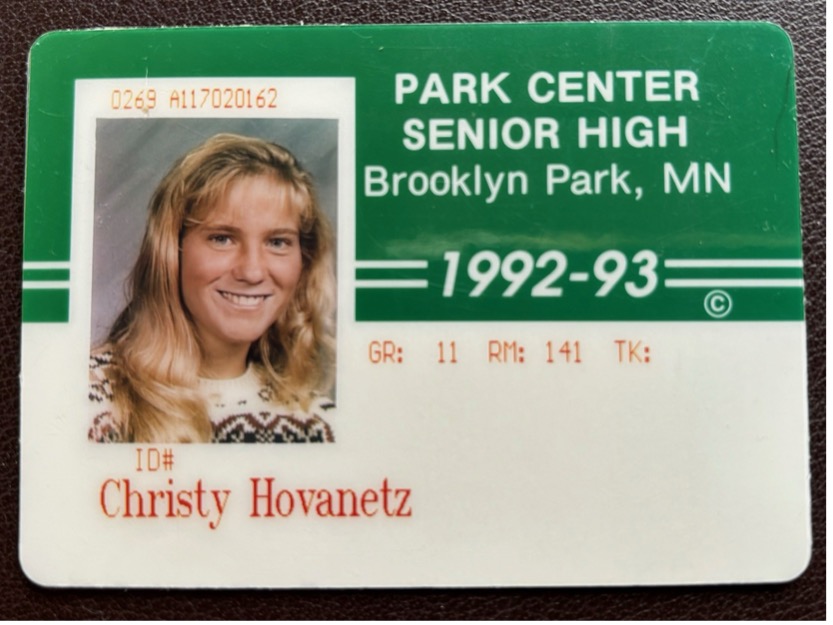 0269 A117020162
PARK CENTER
SENIOR HIGH
Brooklyn Park, MN
1992-93
©
GR: 11 RM: 141 TK:
ID#
Christy Hovanetz